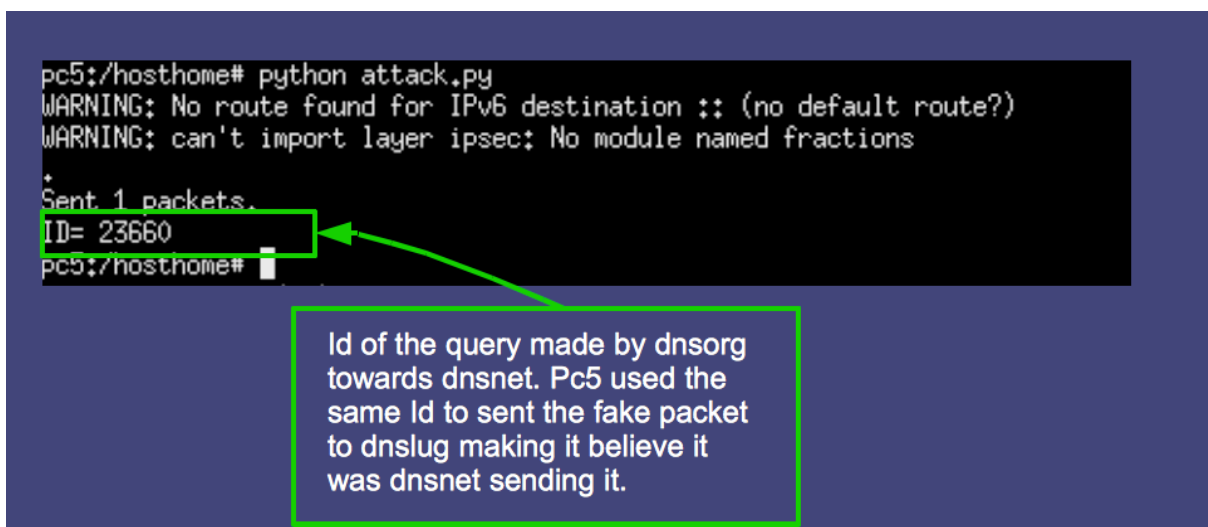 pc5:/hosthome# python attack.py
WARNING: No route found for IPv6 destination :: (no default route?)
WARNING: can't import layer ipsec: No module named fractions
.
Sent 1 packets.
ID= 23660
pc5:/hosthome#
Id of the query made by dnsorg
towards dnsnet. Pc5 used the
same Id to sent the fake packet
to dnslug making it believe it
was dnsnet sending it.